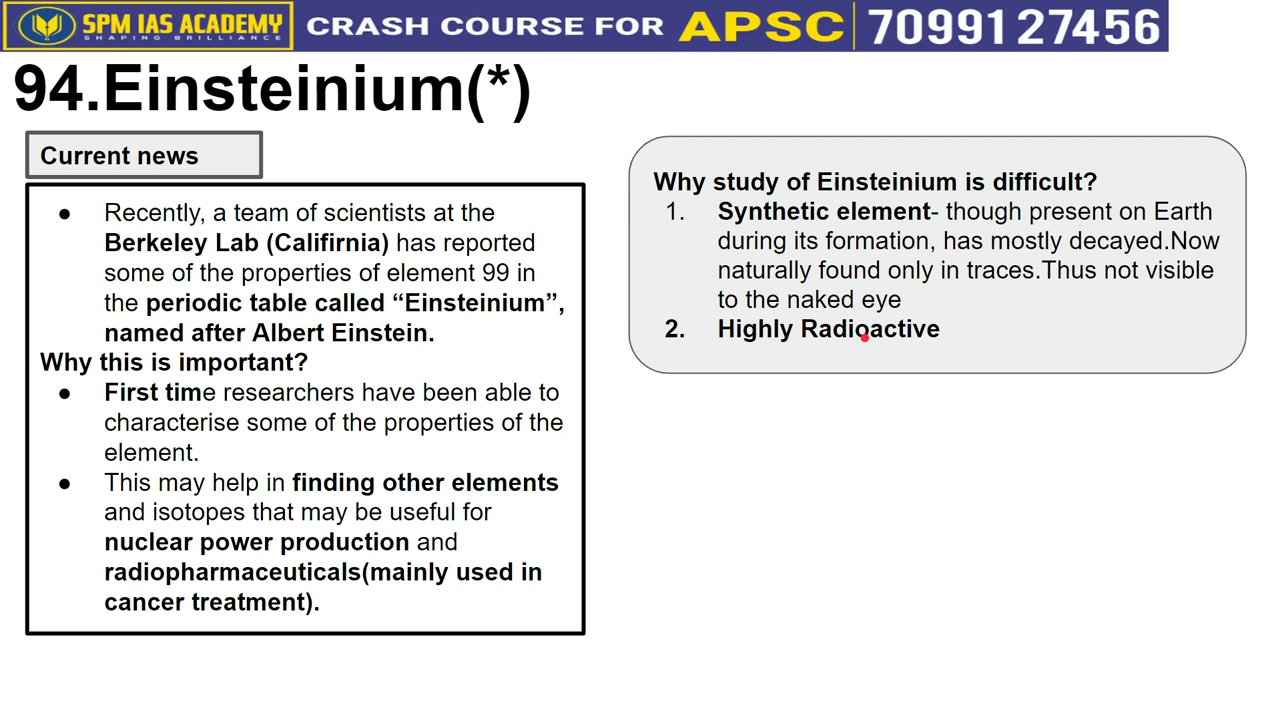 SPM IAS ACADEMY
SHAPING BRILLIANCE
CRASH COURSE FOR APSC 70991 27456
94.Einsteinium(*)
Current news
● Recently, a team of scientists at the
Berkeley Lab (Califirnia) has reported
some of the properties of element 99 in
the periodic table called “Einsteinium”,
named after Albert Einstein.
Why this is important?
● First time researchers have been able to
characterise some of the properties of the
element.
● This may help in finding other elements
and isotopes that may be useful for
nuclear power production and
radiopharmaceuticals(mainly used in
cancer treatment).
Why study of Einsteinium is difficult?
1. Synthetic element- though present on Earth
during its formation, has mostly decayed.Now
naturally found only in traces.Thus not visible
to the naked eye
2. Highly Radioactive